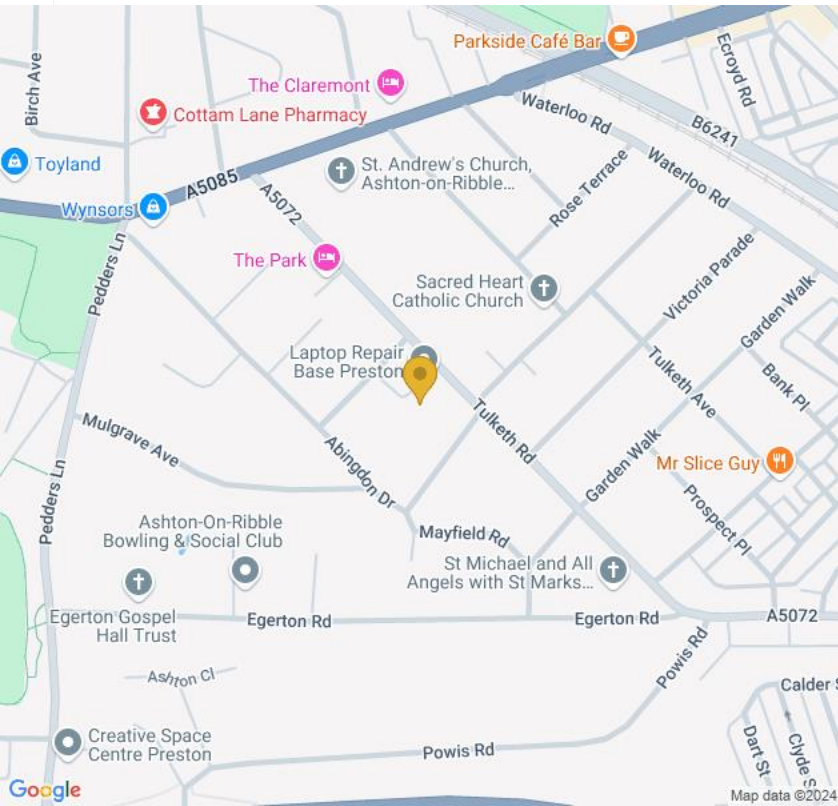 Parkside Café Bar
Ecroyd Rd
Birch Ave
The Claremont
Waterloo Rd
B6241
Cottam Lane Pharmacy
Toyland
St. Andrew's Church,
Ashton-on-Ribble...
Waterloo Rd
A5085
A5072
Rose Terrace
Wynsors
Pedders Ln
The Park
Sacred Heart
Catholic Church
Victoria Parade
Garden Walk
Laptop Repair
Base Preston
Tulketh Ave
Bank Pl
Tulketh Rd
Mulgrave Ave
Abingdon Dr
Garden Walk
Mr Slice Guy
Pedders Ln
Prospect Pl
Ashton-On-Ribble
Bowling & Social Club
Mayfield Rd
St Michael and All
Angels with St Marks...
Egerton Gospel
Hall Trust
Egerton Rd
Egerton Rd
A5072
Powis Rd
Ashton Cl
Calder S
Creative Space
Centre Preston
Powis Rd
Dart St
Clyde S
Google
Map data ©2024